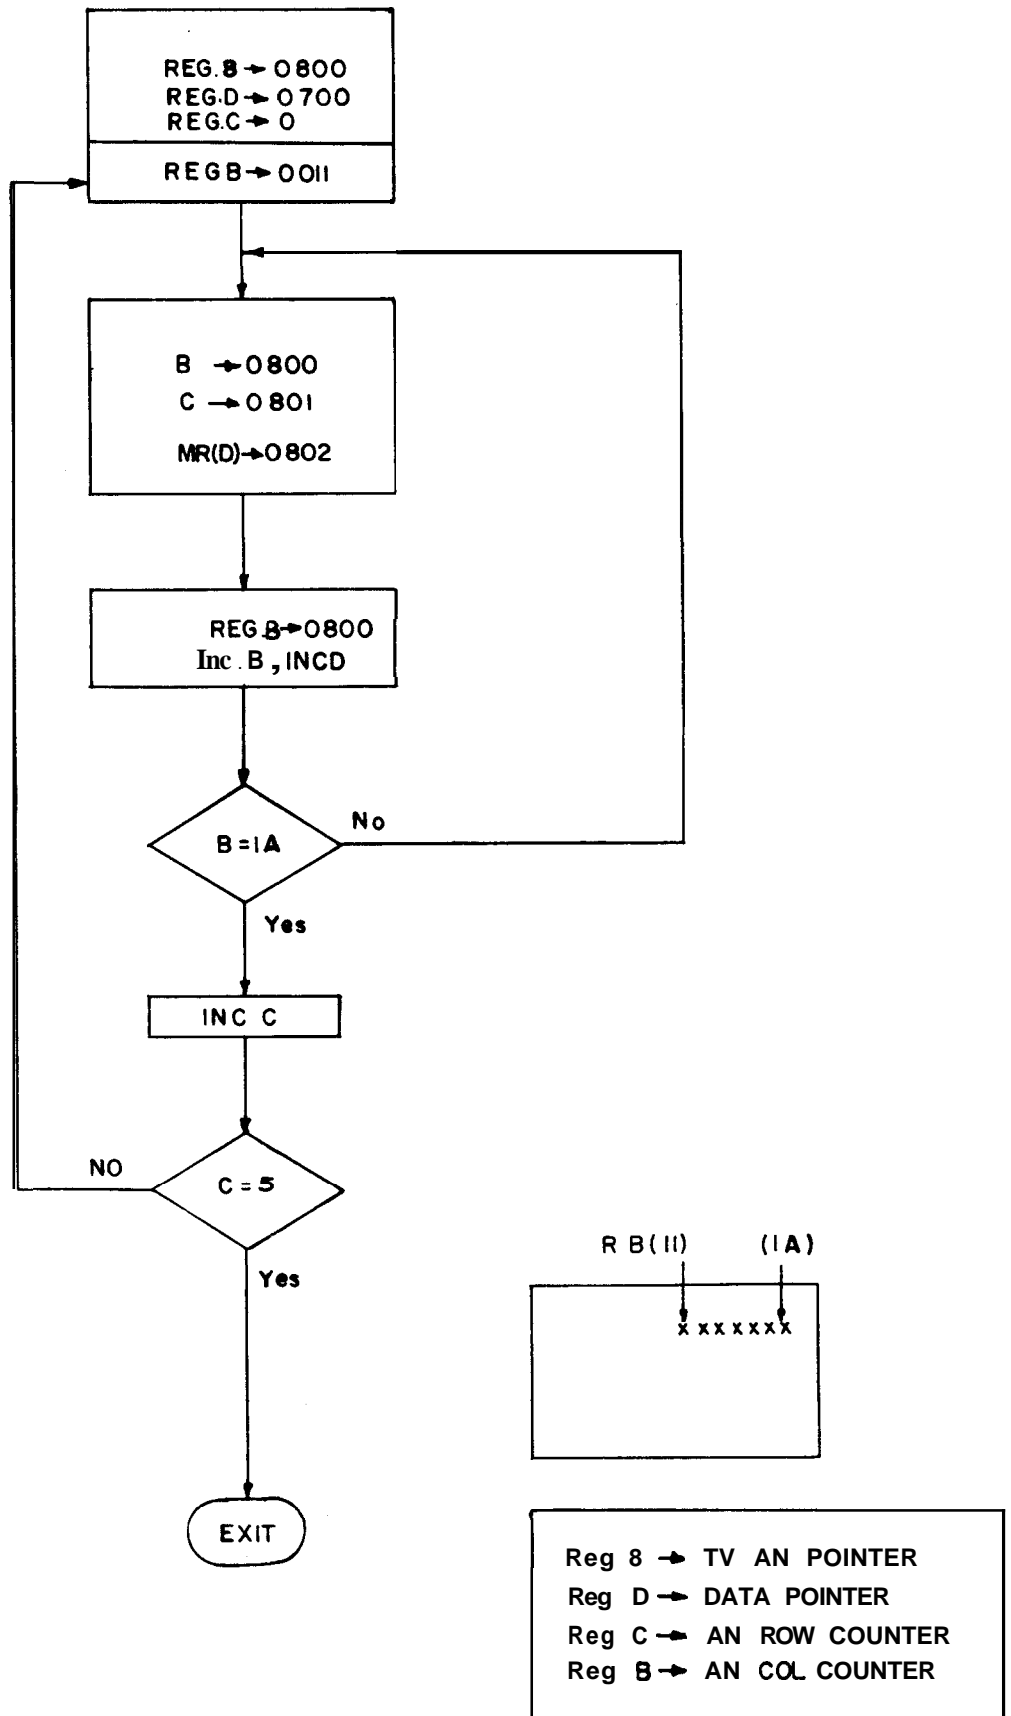 REG.8→0800
REG.D→0700
REG.C→0
REGB→0011
B →0800
C →0801
MR(D)→0802
REG.B→0800
Inc.B,INCD
B=1A
No
Yes
INC C
C=5
NO
Yes
EXIT
RB(11) (1A)
x xxxxxx
Reg 8 → TV AN POINTER
Reg D → DATA POINTER
Reg C → AN ROW COUNTER
Reg B → AN COL COUNTER